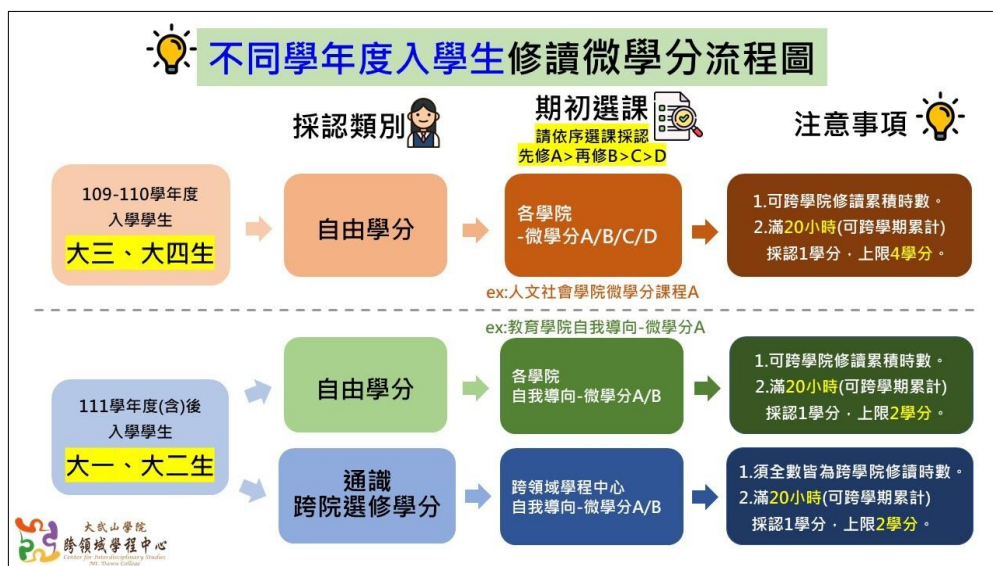 不同學年度入學生修讀微學分流程圖
採認類別
期初選課
請依序選課採認
先修A>再修B>C>D
注意事項
109-110學年度
入學學生
大三、大四生
自由學分
各學院
-微學分A/B/C/D
1.可跨學院修讀累積時數。
2.滿20小時(可跨學期累計)
採認1學分，上限4學分。
ex:人文社會學院微學分課程A
ex:教育學院自我導向-微學分A
111學年度(含)後
入學學生
大一、大二生
自由學分
各學院
自我導向-微學分A/B
1.可跨學院修讀累積時數。
2.滿20小時(可跨學期累計)
採認1學分，上限2學分。
通識
跨院選修學分
跨領域學程中心
自我導向-微學分A/B
1.須全數皆為跨學院修讀時數。
2.滿20小時(可跨學期累計)
採認1學分，上限2學分。
大武山學院
跨領域學程中心
Center for Interdisciplinary Studies
Mt. Dawu College